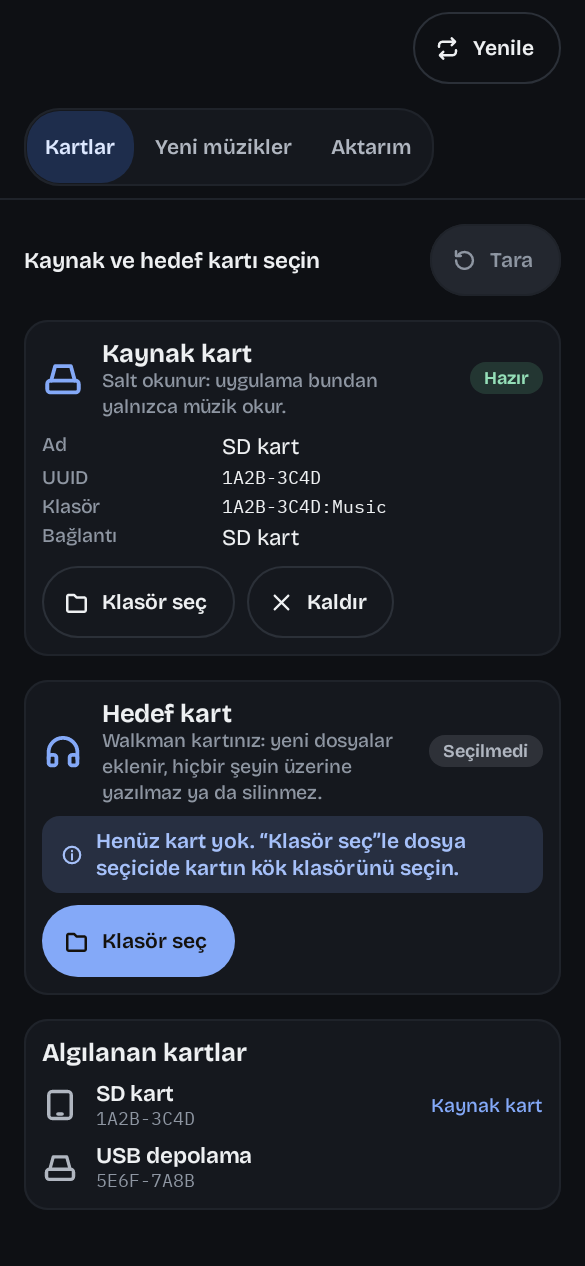 Yenile
Kartlar
Yeni müzikler
Aktarım
Kaynak ve hedef kartı seçin
Tara
Kaynak kart
Salt okunur: uygulama bundan
yalnızca müzik okur.
Hazır
Ad
SD kart
UUID
1A2B-3C4D
Klasör
1A2B-3C4D:Music
Bağlantı
SD kart
Klasör seç
Kaldır
Hedef kart
Walkman kartınız: yeni dosyalar
eklenir, hiçbir şeyin üzerine
yazılmaz ya da silinmez.
Seçilmedi
Henüz kart yok. “Klasör seç”le dosya
seçicide kartın kök klasörünü seçin.
Klasör seç
Algılanan kartlar
SD kart
1A2B-3C4D
Kaynak kart
USB depolama
5E6F-7A8B